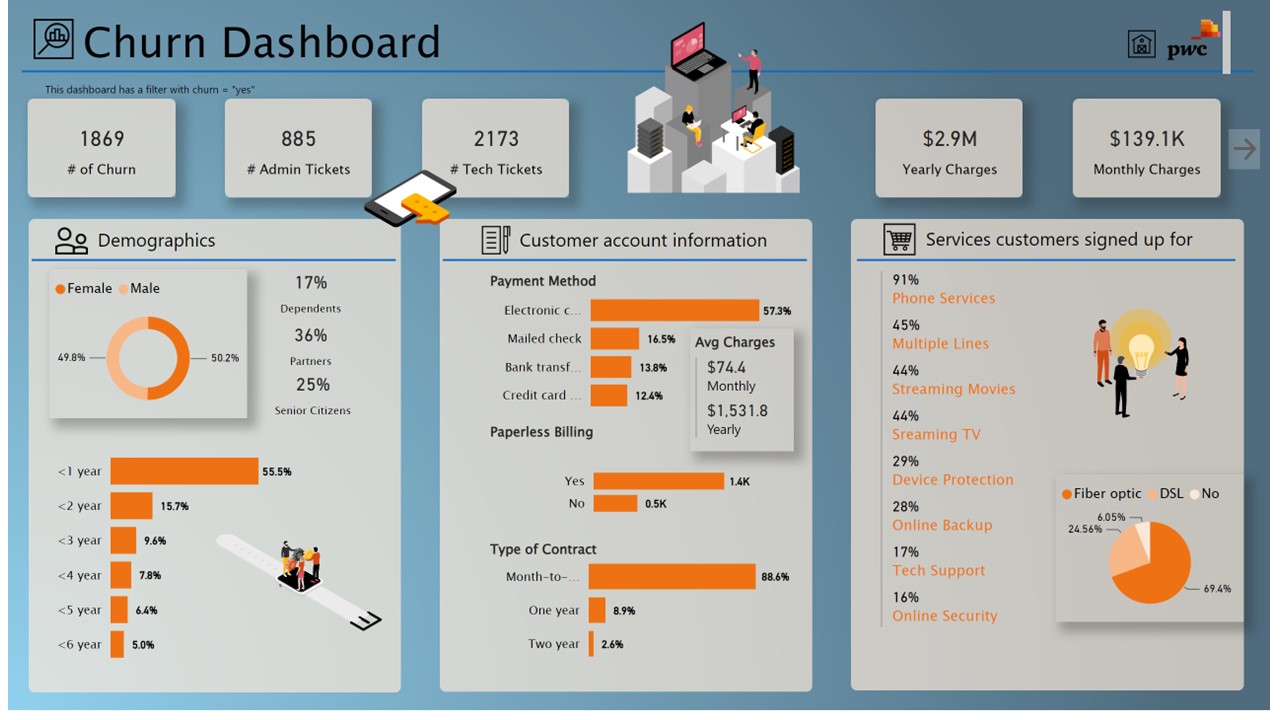 Churn Dashboard
pwc
This dashboard has a filter with churn = "yes"
1869
# of Churn
885
# Admin Tickets
2173
# Tech Tickets
$2.9M
Yearly Charges
$139.1K
Monthly Charges
Demographics
Female Male
49.8%
50.2%
17%
Dependents
36%
Partners
25%
Senior Citizens
<1 year 55.5%
<2 year 15.7%
<3 year 9.6%
<4 year 7.8%
<5 year 6.4%
<6 year 5.0%
Customer account information
Payment Method
Electronic c... 57.3%
Mailed check 16.5%
Bank transf... 13.8%
Credit card ... 12.4%
Avg Charges
$74.4
Monthly
$1,531.8
Yearly
Paperless Billing
Yes 1.4K
No 0.5K
Type of Contract
Month-to-... 88.6%
One year 8.9%
Two year 2.6%
Services customers signed up for
91%
Phone Services
45%
Multiple Lines
44%
Streaming Movies
44%
Sreaming TV
29%
Device Protection
28%
Online Backup
17%
Tech Support
16%
Online Security
Fiber optic DSL No
6.05%
24.56%
69.4%